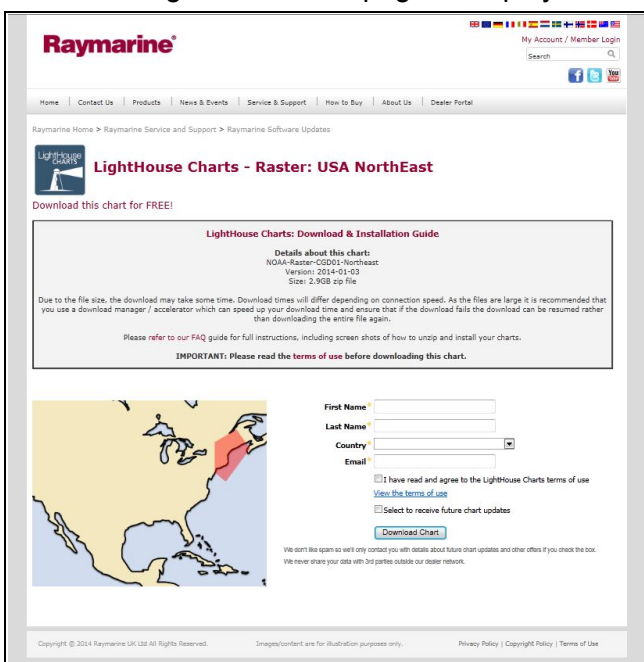 Raymarine®
My Account / Member Login
Search
You
Home
Contact Us
Products
News & Events
Service & Support
How to Buy
About Us
Dealer Portal
Raymarine Home > Raymarine Service and Support > Raymarine Software Updates
LightHouse
CHARTS
LightHouse Charts - Raster: USA NorthEast
Download this chart for FREE!
LightHouse Charts: Download & Installation Guide
Details about this chart:
NOAA-Raster-CGD01-Northeast
Version: 2014-01-03
Size: 2.9GB zip file
Due to the file size, the download may take some time. Download times will differ depending on connection speed. As the files are large it is recommended that
you use a download manager / accelerator which can speed up your download time and ensure that if the download fails the download can be resumed rather
than downloading the entire file again.
Please refer to our FAQ guide for full instructions, including screen shots of how to unzip and install your charts.
IMPORTANT: Please read the terms of use before downloading this chart.
First Name*
Last Name*
Country*
Email*
I have read and agree to the LightHouse Charts terms of use
View the terms of use
Select to receive future chart updates
Download Chart
We don't like spam so we'll only contact you with details about future chart updates and other offers if you check the box.
We never share your data with 3rd parties outside our dealer network.
Copyright © 2014 Raymarine UK Ltd All Rights Reserved.
Images/content are for illustration purposes only.
Privacy Policy | Copyright Policy | Terms of Use